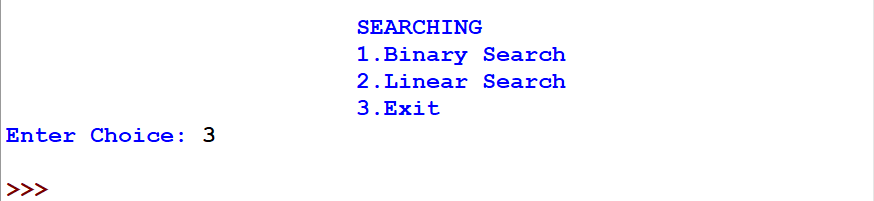 SEARCHING
1.Binary Search
2.Linear Search
3.Exit
Enter Choice: 3
>>>